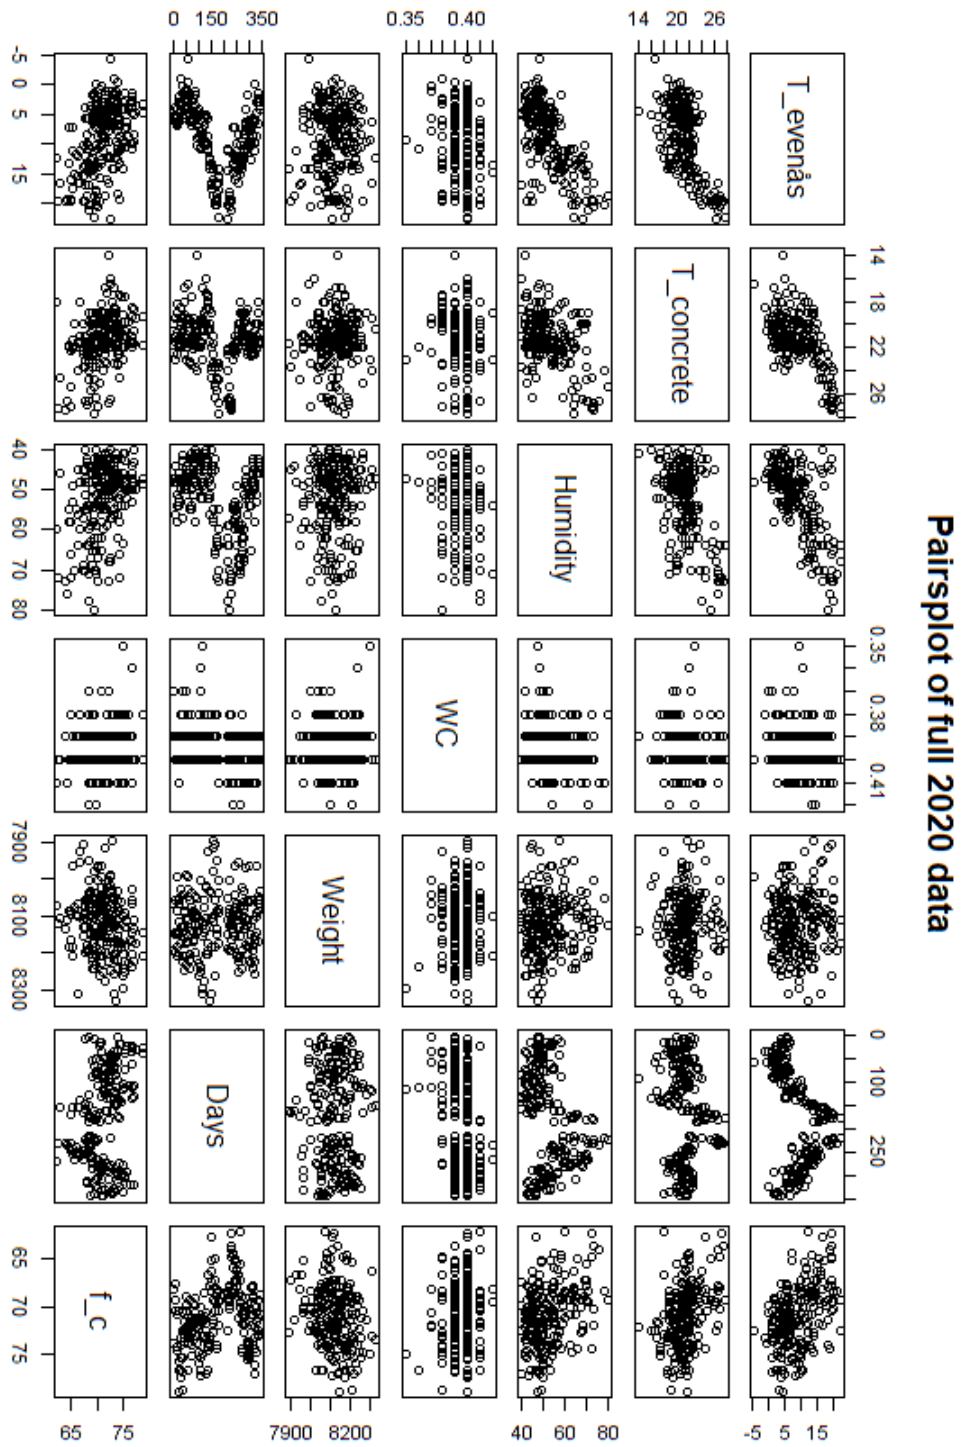 Pairsplot of full 2020 data
14 18 22 26
0.35 0.38 0.41
0 100 250
T_evenås
-5 5 15
14 20 26
T_concrete
Humidity
40 60 80
0.35 0.40
WC
Weight
7900 8200
0 150 350
Days
f_c
65 75
-5 0 5 15
40 50 60 70 80
7900 8100 8300
65 70 75